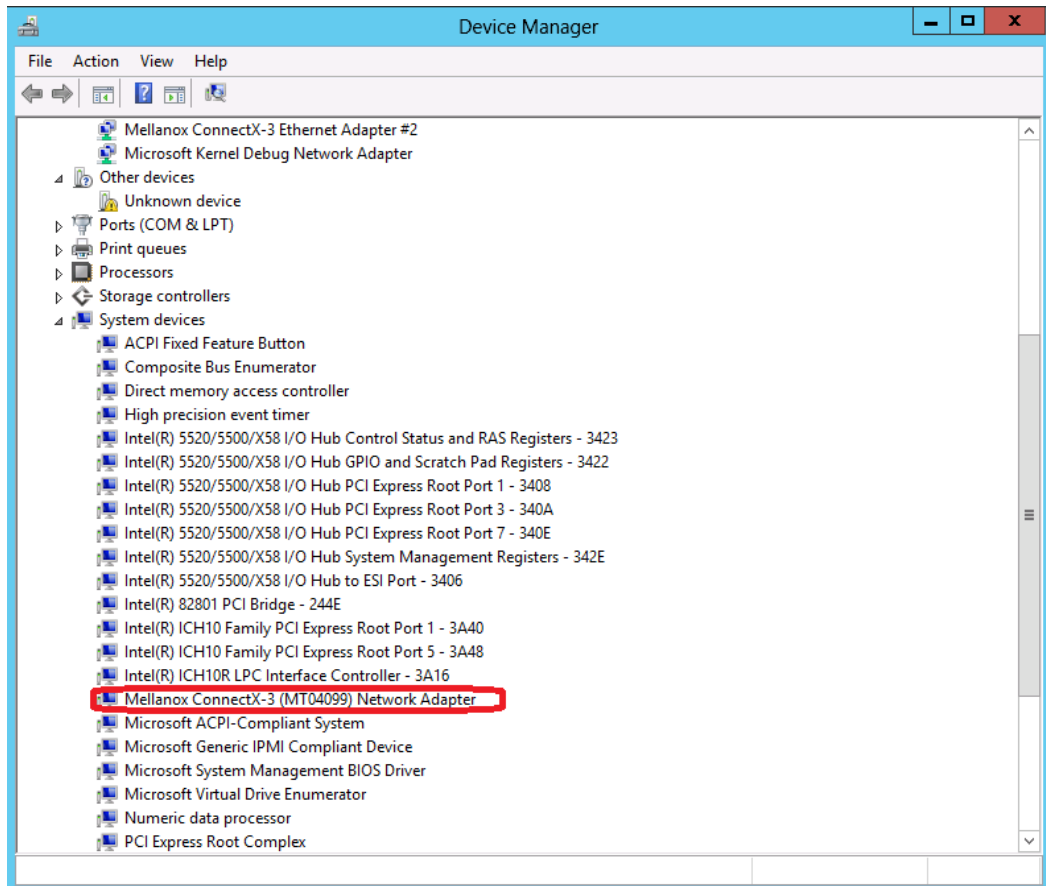 Device Manager
File Action View Help
Mellanox ConnectX-3 Ethernet Adapter #2
Microsoft Kernel Debug Network Adapter
Other devices
Unknown device
Ports (COM & LPT)
Print queues
Processors
Storage controllers
System devices
ACPI Fixed Feature Button
Composite Bus Enumerator
Direct memory access controller
High precision event timer
Intel(R) 5520/5500/X58 I/O Hub Control Status and RAS Registers - 3423
Intel(R) 5520/5500/X58 I/O Hub GPIO and Scratch Pad Registers - 3422
Intel(R) 5520/5500/X58 I/O Hub PCI Express Root Port 1 - 3408
Intel(R) 5520/5500/X58 I/O Hub PCI Express Root Port 3 - 340A
Intel(R) 5520/5500/X58 I/O Hub PCI Express Root Port 7 - 340E
Intel(R) 5520/5500/X58 I/O Hub System Management Registers - 342E
Intel(R) 5520/5500/X58 I/O Hub to ESI Port - 3406
Intel(R) 82801 PCI Bridge - 244E
Intel(R) ICH10 Family PCI Express Root Port 1 - 3A40
Intel(R) ICH10 Family PCI Express Root Port 5 - 3A48
Intel(R) ICH10R LPC Interface Controller - 3A16
Mellanox ConnectX-3 (MT04099) Network Adapter
Microsoft ACPI-Compliant System
Microsoft Generic IPMI Compliant Device
Microsoft System Management BIOS Driver
Microsoft Virtual Drive Enumerator
Numeric data processor
PCI Express Root Complex